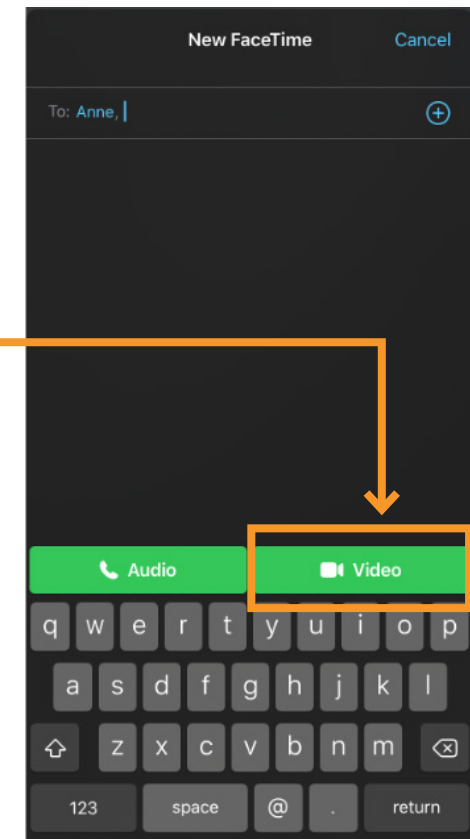 New FaceTime Cancel
To: Anne,
Audio Video
q w e r t y u i o p
a s d f g h j k l
z x c v b n m
123 space @ . return